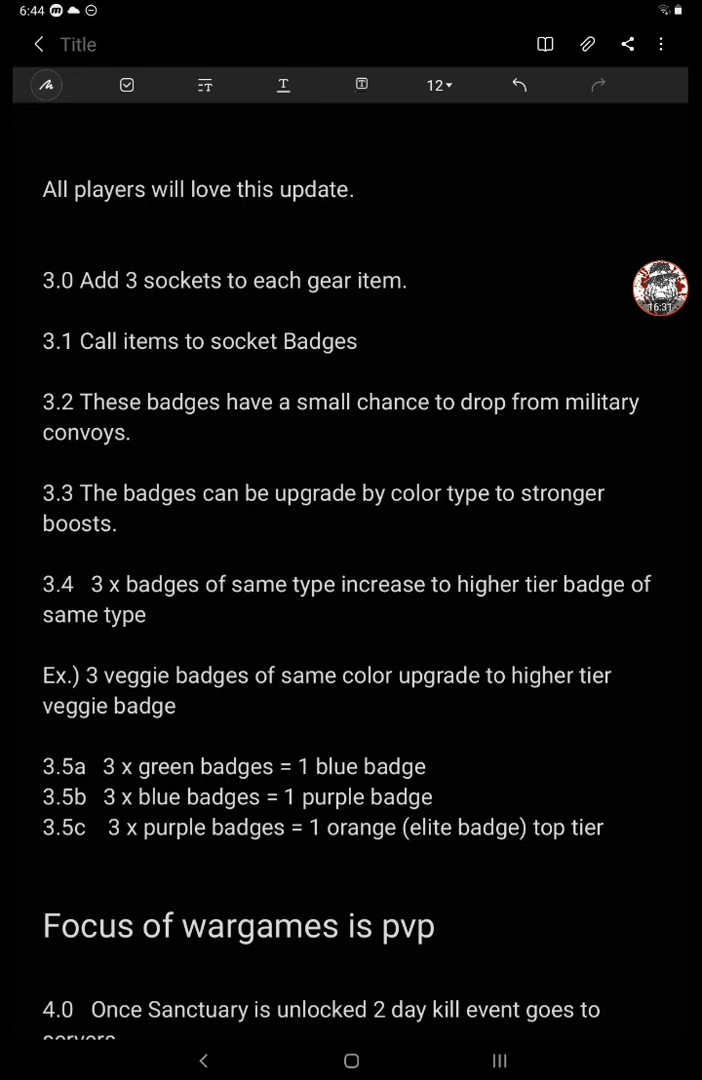 6:44
Title
12
All players will love this update.
3.0 Add 3 sockets to each gear item.
16:31
3.1 Call items to socket Badges
3.2 These badges have a small chance to drop from military
convoys.
3.3 The badges can be upgrade by color type to stronger
boosts.
3.4 3 x badges of same type increase to higher tier badge of
same type
Ex.) 3 veggie badges of same color upgrade to higher tier
veggie badge
3.5a 3 x green badges = 1 blue badge
3.5b 3 x blue badges = 1 purple badge
3.5c 3 x purple badges = 1 orange (elite badge) top tier
Focus of wargames is pvp
4.0 Once Sanctuary is unlocked 2 day kill event goes to
servers